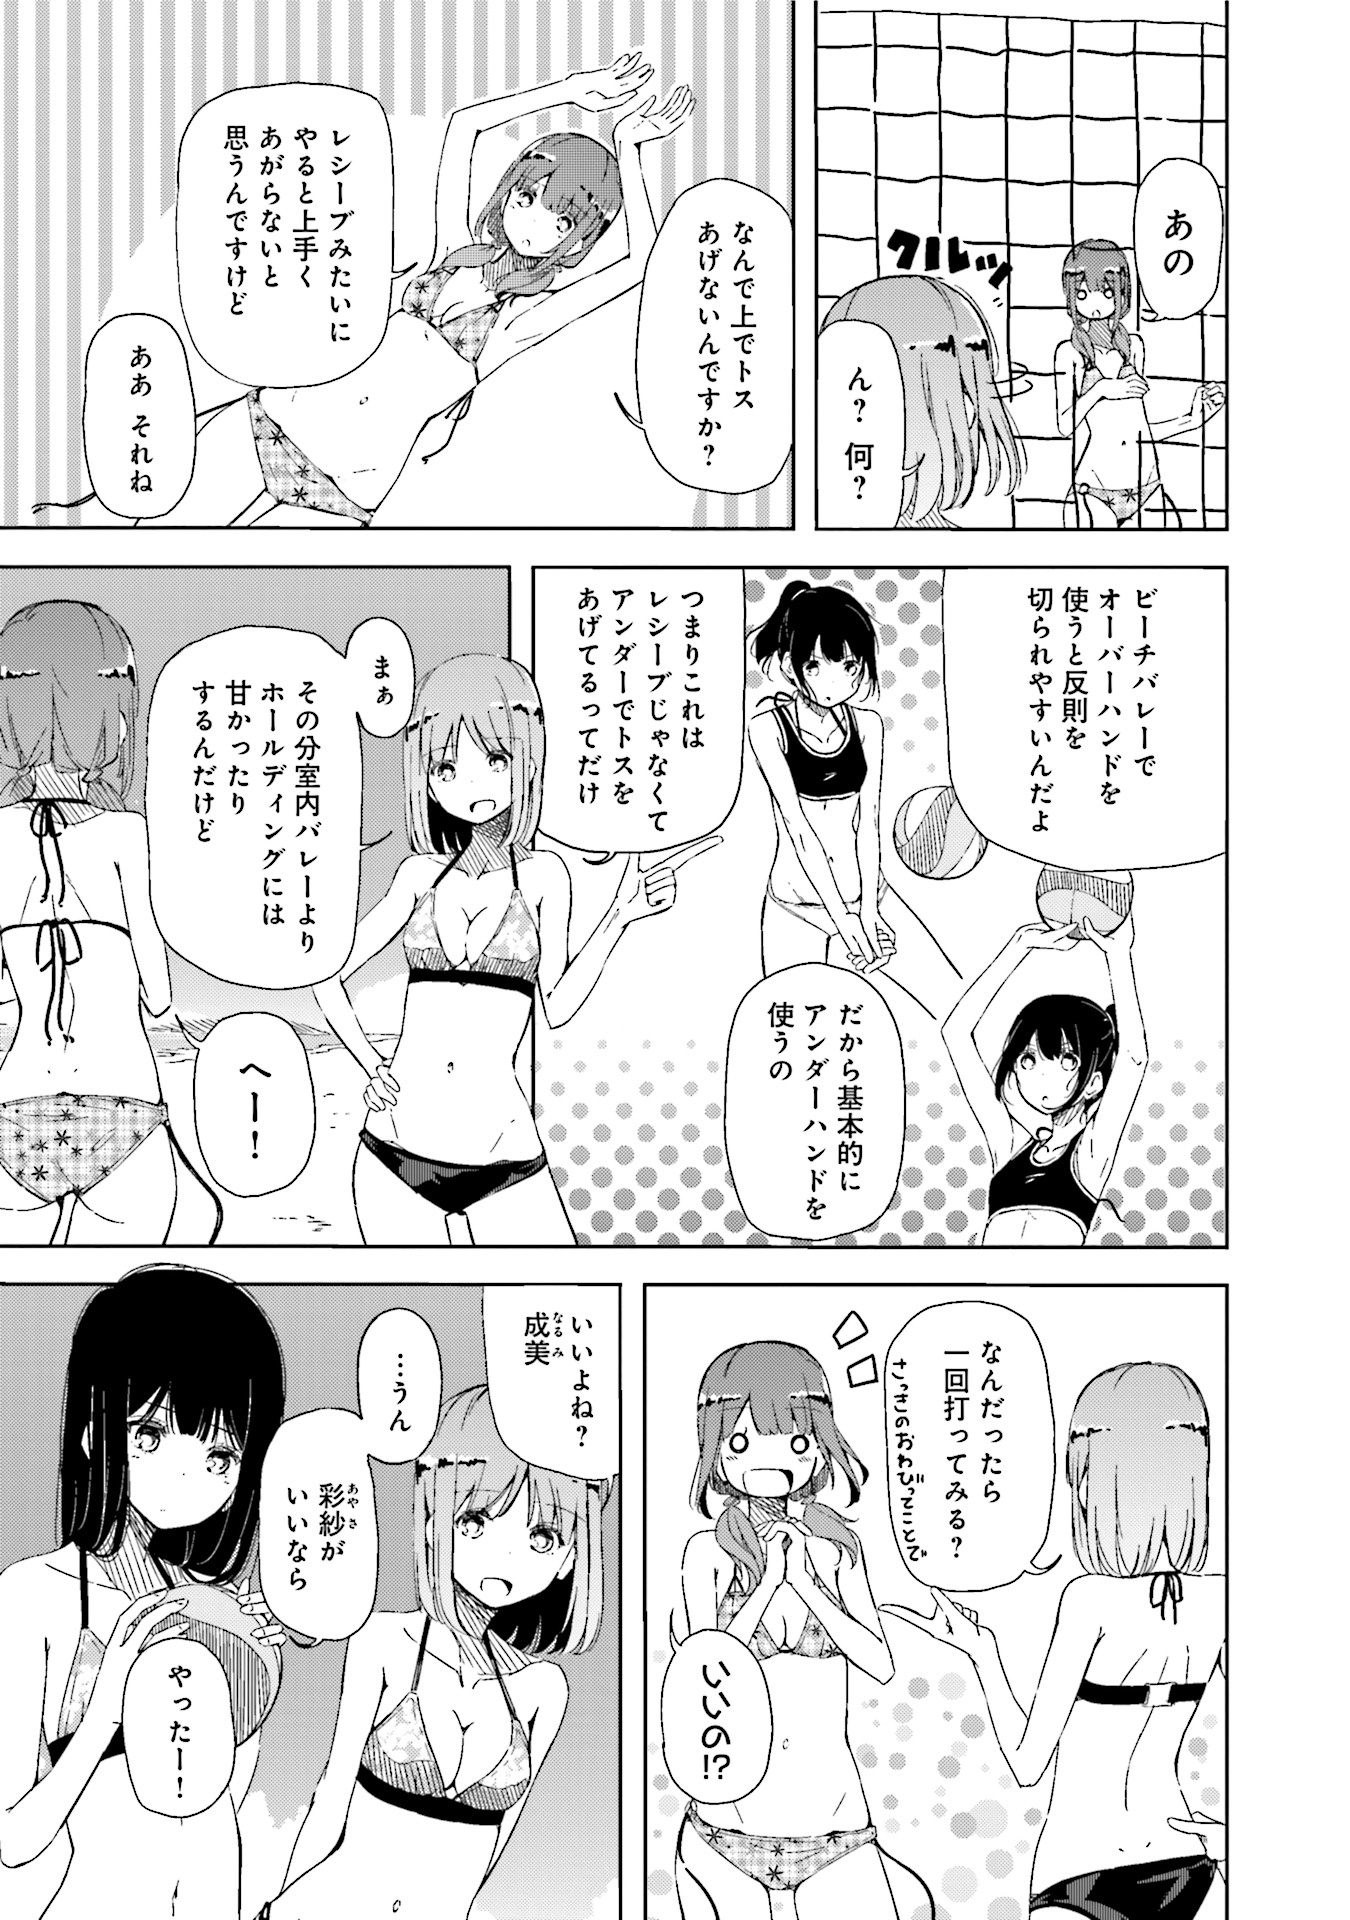 あの
クルッ
ん？何？
なんで上でトス
あげないんですか？
レシーブみたいに
やると上手く
あがらないと
思うんですけど
ああ それね
ビーチバレーで
オーバーハンドを
使うと反則を
切られやすいんだよ
だから基本的に
アンダーハンドを
使うの
つまりこれは
レシーブじゃなくて
アンダーでトスを
あげてるってだけ
まぁ
その分室内バレーより
ホールディングには
甘かったり
するんだけど
へー！
なんだったら
一回打ってみる？
さっきのおわびってことで
いいの!?
いいよね？
成美
なるみ
…うん
彩紗が
あやさ
いいなら
やったー！